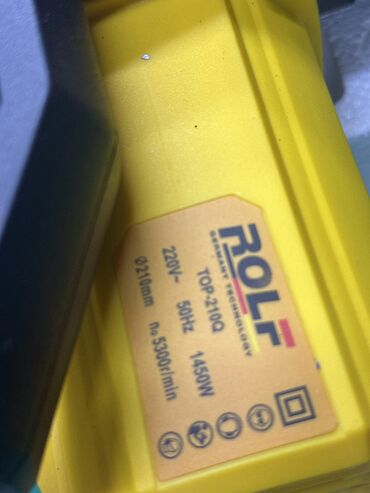 ROLF
GERMANY TECHNOLOGY
TOP-210Q
220V~ 50Hz 1450W
Ø210mm n₀ 5300r/min